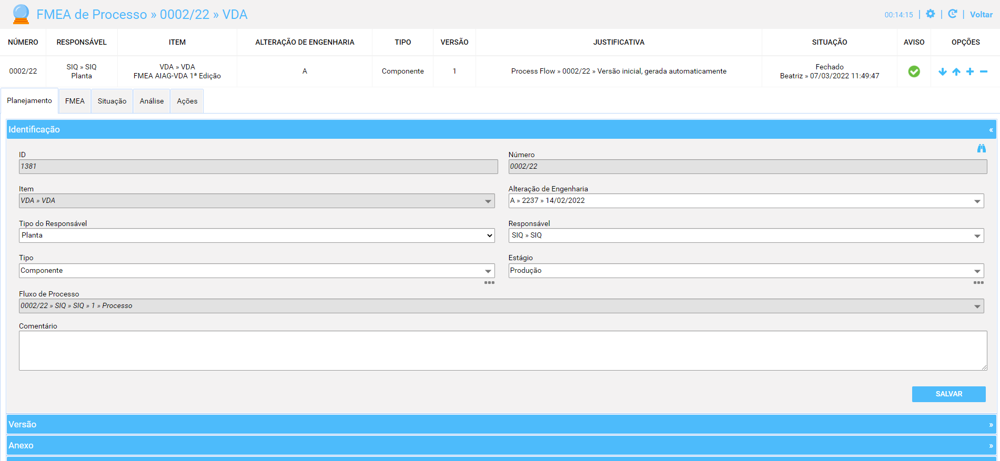 FMEA de Processo » 0002/22 » VDA
00:14:15 | | | Voltar
NÚMERO RESPONSÁVEL ITEM ALTERAÇÃO DE ENGENHARIA TIPO VERSÃO JUSTIFICATIVA SITUAÇÃO AVISO OPÇÕES
0002/22
SIQ » SIQ
Planta
VDA » VDA
FMEA AIAG-VDA 1ª Edição
A
Componente
1
Process Flow » 0002/22 » Versão inicial, gerada automaticamente
Fechado
Beatriz » 07/03/2022 11:49:47
Planejamento FMEA Situação Análise Ações
Identificação «
ID
1381
Número
0002/22
Item
VDA » VDA
Alteração de Engenharia
A » 2237 » 14/02/2022
Tipo do Responsável
Planta
Responsável
SIQ » SIQ
Tipo
Componente
Estágio
Produção
Fluxo de Processo
0002/22 » SIQ » SIQ » 1 » Processo
Comentário
SALVAR
Versão »
Anexo »